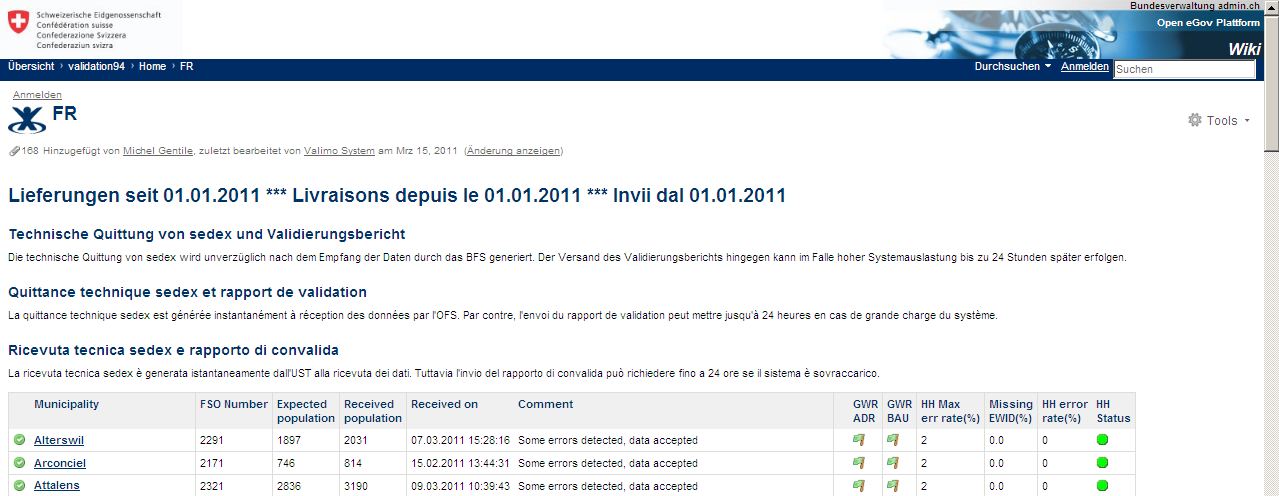 Schweizerische Eidgenossenschaft
Confédération suisse
Confederazione Svizzera
Confederaziun svizra
Bundesverwaltung admin.ch
Open eGov Plattform
Wiki
Übersicht › validation94 › Home › FR
Durchsuchen Anmelden Suchen
Anmelden
FR
Tools
168 Hinzugefügt von Michel Gentile, zuletzt bearbeitet von Valimo System am Mrz 15, 2011 (Änderung anzeigen)
Lieferungen seit 01.01.2011 *** Livraisons depuis le 01.01.2011 *** Invii dal 01.01.2011
Technische Quittung von sedex und Validierungsbericht
Die technische Quittung von sedex wird unverzüglich nach dem Empfang der Daten durch das BFS generiert. Der Versand des Validierungsberichts hingegen kann im Falle hoher Systemauslastung bis zu 24 Stunden später erfolgen.
Quittance technique sedex et rapport de validation
La quittance technique sedex est générée instantanément à réception des données par l'OFS. Par contre, l'envoi du rapport de validation peut mettre jusqu'à 24 heures en cas de grande charge du système.
Ricevuta tecnica sedex e rapporto di convalida
La ricevuta tecnica sedex è generata istantaneamente dall'UST alla ricevuta dei dati. Tuttavia l'invio del rapporto di convalida può richiedere fino a 24 ore se il sistema è sovraccarico.
Municipality FSO Number Expected population Received population Received on Comment GWR ADR GWR BAU HH Max err rate(%) Missing EWID(%) HH error rate(%) HH Status
Alterswil 2291 1897 2031 07.03.2011 15:28:16 Some errors detected, data accepted 2 0.0 0
Arconciel 2171 746 814 15.02.2011 13:44:31 Some errors detected, data accepted 2 0.0 0
Attalens 2321 2836 3190 09.03.2011 10:39:43 Some errors detected, data accepted 2 0.0 0